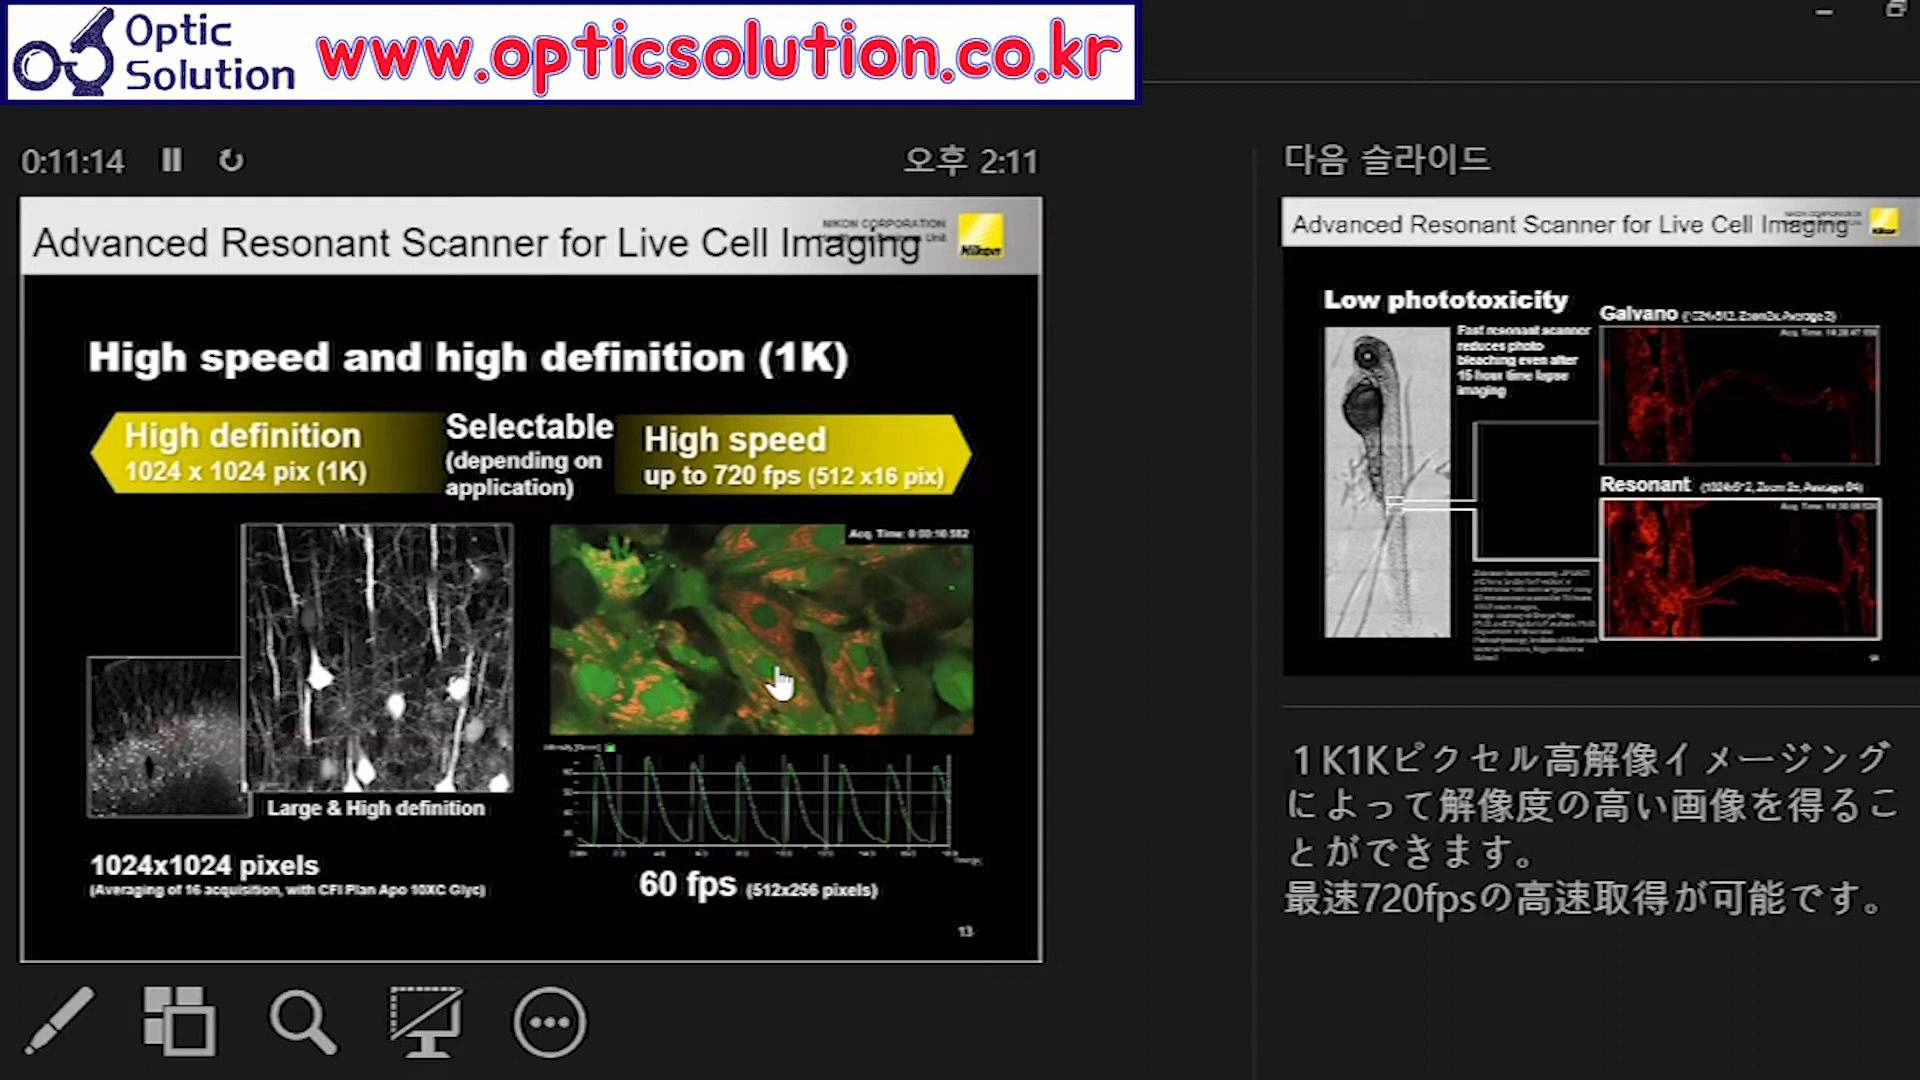 Optic
Solution
www.opticsolution.co.kr
0:11:14
오후 2:11
다음 슬라이드
NIKON CORPORATION
Advanced Resonant Scanner for Live Cell Imaging
Nikon
High speed and high definition (1K)
High definition
1024 x 1024 pix (1K)
Selectable
(depending on
application)
High speed
up to 720 fps (512 x16 pix)
Acq. Time: 0:00:10.582
Large & High definition
1024x1024 pixels
(Averaging of 16 acquisition, with CFI Plan Apo 10XC Glyc)
60 fps (512x256 pixels)
13
Advanced Resonant Scanner for Live Cell Imaging
Low phototoxicity
Fast resonant scanner
reduces photo
bleaching even after
15 hour time lapse
imaging
Galvano
Resonant
１K1Kピクセル高解像イメージング
によって解像度の高い画像を得るこ
とができます。
最速720fpsの高速取得が可能です。